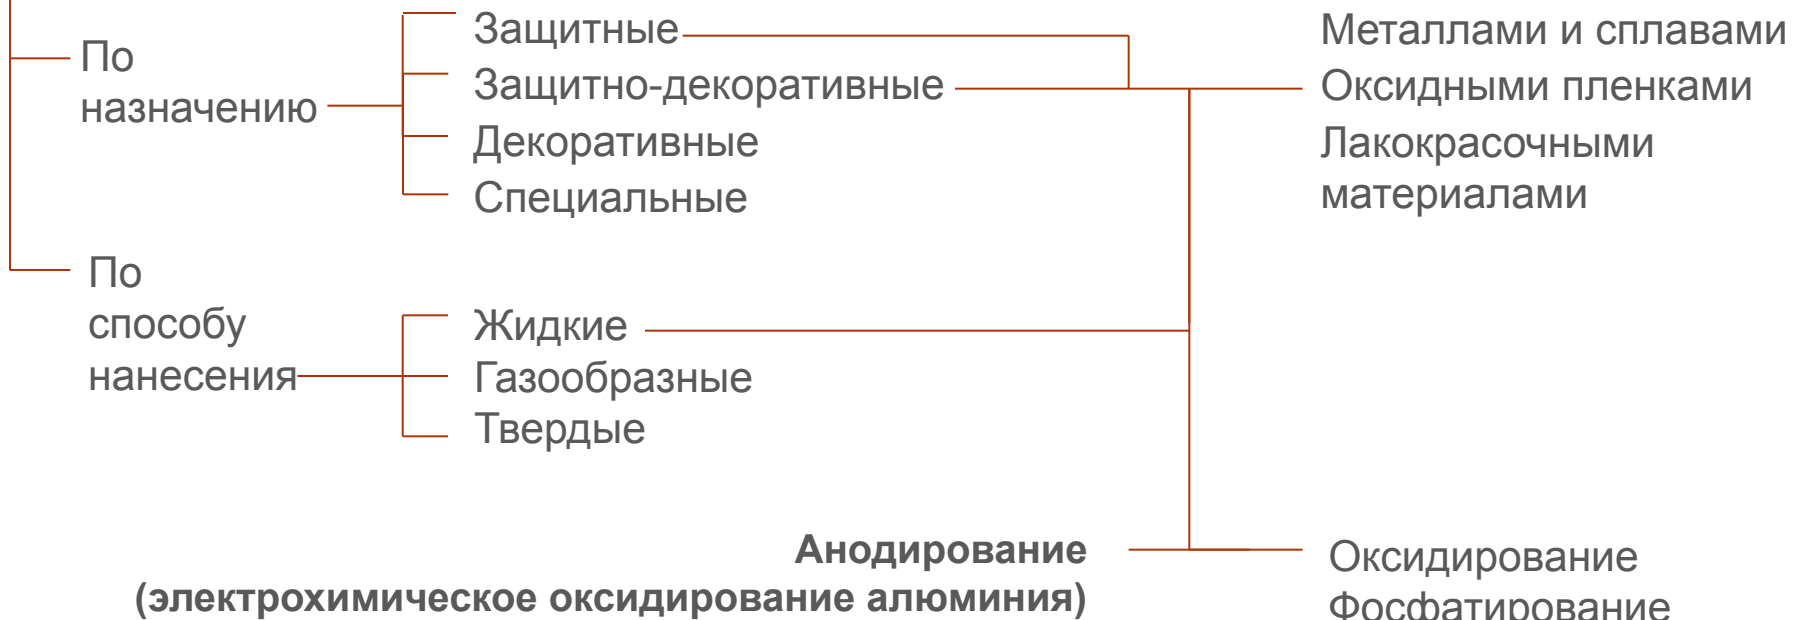 По
назначению
Защитные
Защитно-декоративные
Декоративные
Специальные
Металлами и сплавами
Оксидными пленками
Лакокрасочными
материалами
По
способу
нанесения
Жидкие
Газообразные
Твердые
Анодирование
(электрохимическое оксидирование алюминия)
Оксидирование
Фосфатирование